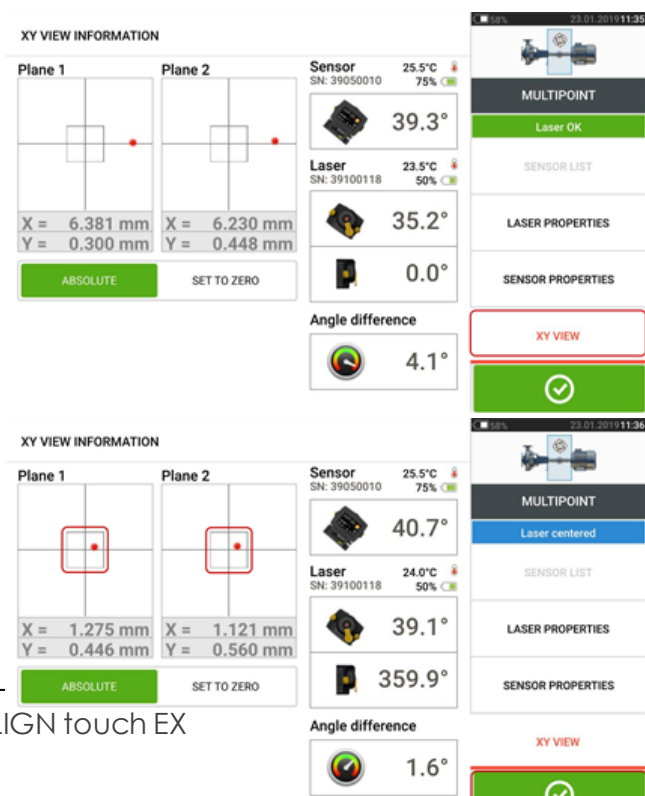 58% 23.01.2019 11:35
XY VIEW INFORMATION
Plane 1 Plane 2
Sensor 25.5°C
SN: 39050010 75%
39.3°
Laser 23.5°C
SN: 39100118 50%
35.2°
0.0°
X = 6.381 mm X = 6.230 mm
Y = 0.300 mm Y = 0.448 mm
ABSOLUTE SET TO ZERO
Angle difference
4.1°
MULTIPOINT
Laser OK
SENSOR LIST
LASER PROPERTIES
SENSOR PROPERTIES
XY VIEW
58% 23.01.2019 11:36
XY VIEW INFORMATION
Plane 1 Plane 2
Sensor 25.5°C
SN: 39050010 75%
40.7°
Laser 24.0°C
SN: 39100118 50%
39.1°
359.9°
X = 1.275 mm X = 1.121 mm
Y = 0.446 mm Y = 0.560 mm
ABSOLUTE SET TO ZERO
Angle difference
1.6°
MULTIPOINT
Laser centered
SENSOR LIST
LASER PROPERTIES
SENSOR PROPERTIES
XY VIEW
LIGN touch EX